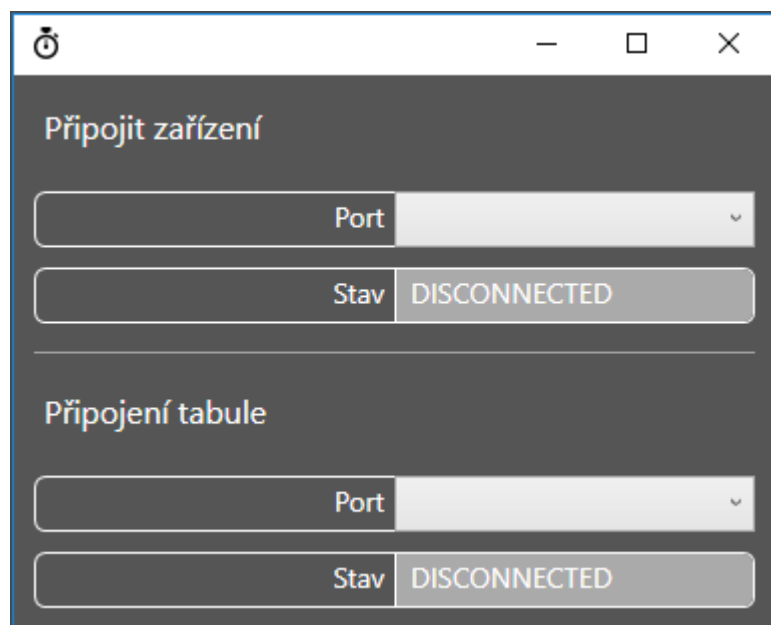 Připojit zařízení
Port
Stav DISCONNECTED
Připojení tabule
Port
Stav DISCONNECTED